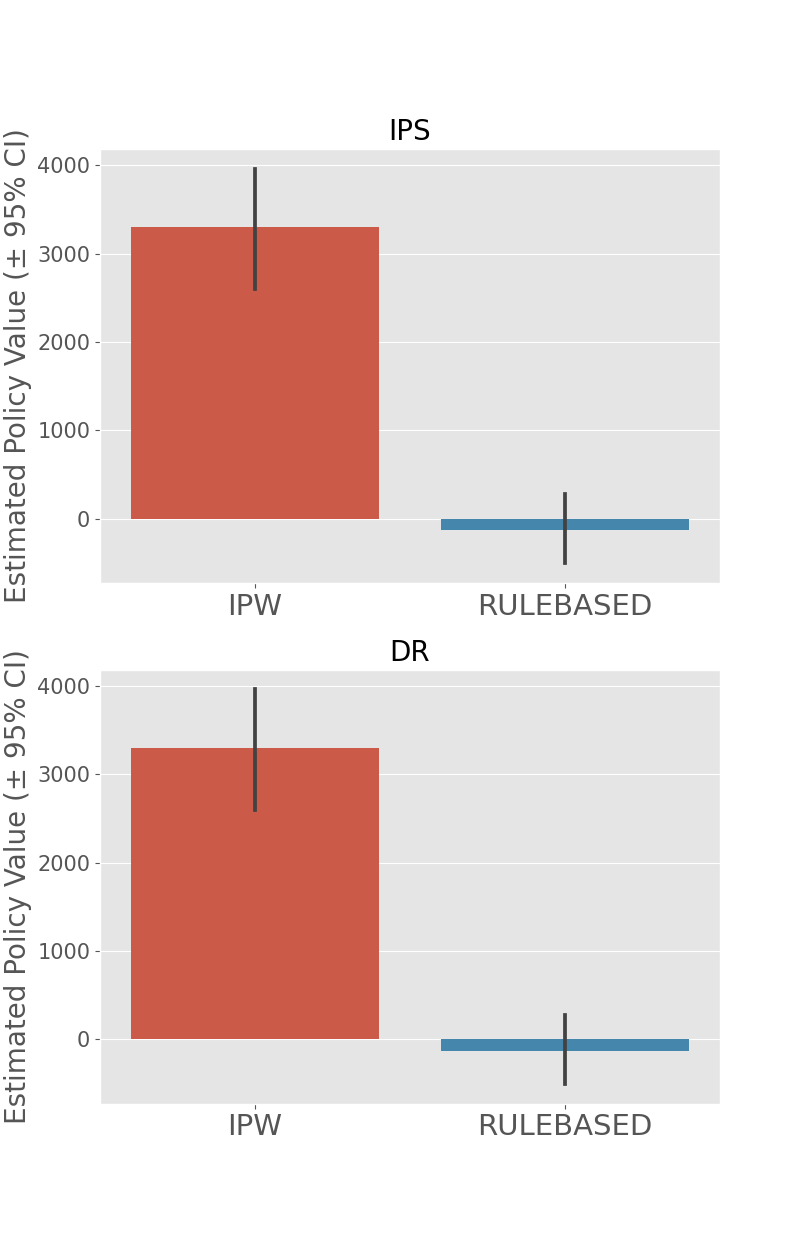 IPS
Estimated Policy Value (± 95% CI)
4000
3000
2000
1000
0
IPW RULEBASED
DR
Estimated Policy Value (± 95% CI)
4000
3000
2000
1000
0
IPW RULEBASED